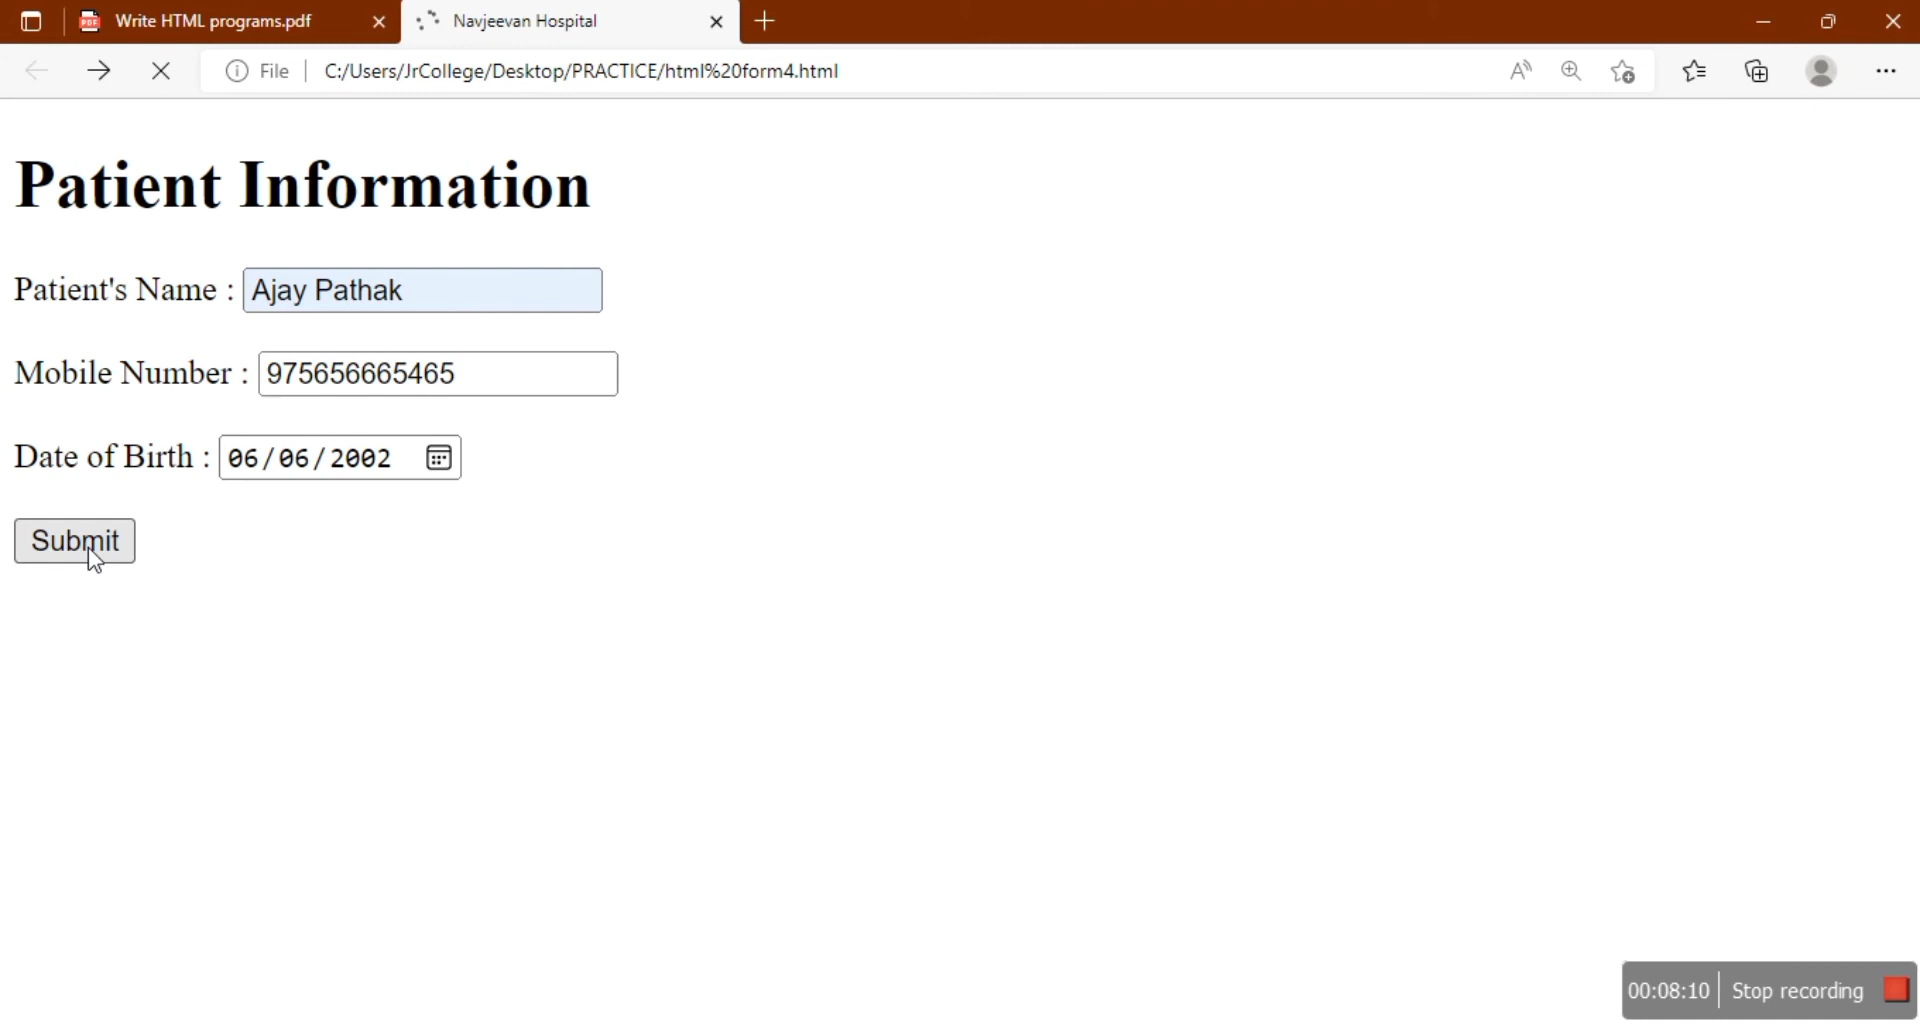 Write HTML programs.pdf
Navjeevan Hospital
File C:/Users/JrCollege/Desktop/PRACTICE/html%20form4.html
Patient Information
Patient's Name : Ajay Pathak
Mobile Number : 975656665465
Date of Birth : 06/06/2002
Submit
00:08:10 Stop recording